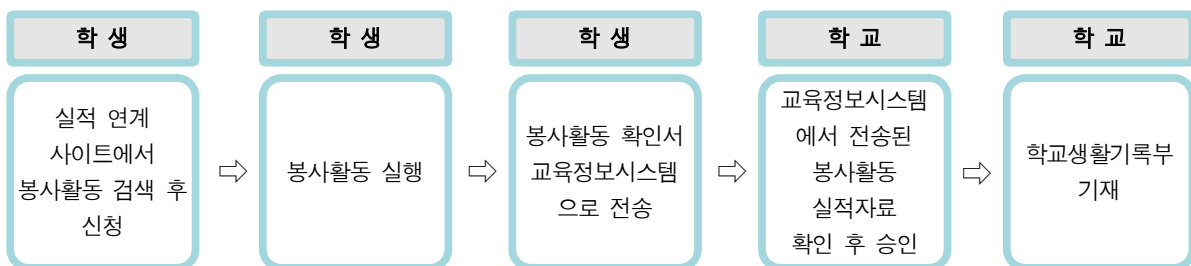 학 생
실적 연계
사이트에서
봉사활동 검색 후
신청
학 생
봉사활동 실행
학 생
봉사활동 확인서
교육정보시스템
으로 전송
학 교
교육정보시스템
에서 전송된
봉사활동
실적자료
확인 후 승인
학 교
학교생활기록부
기재